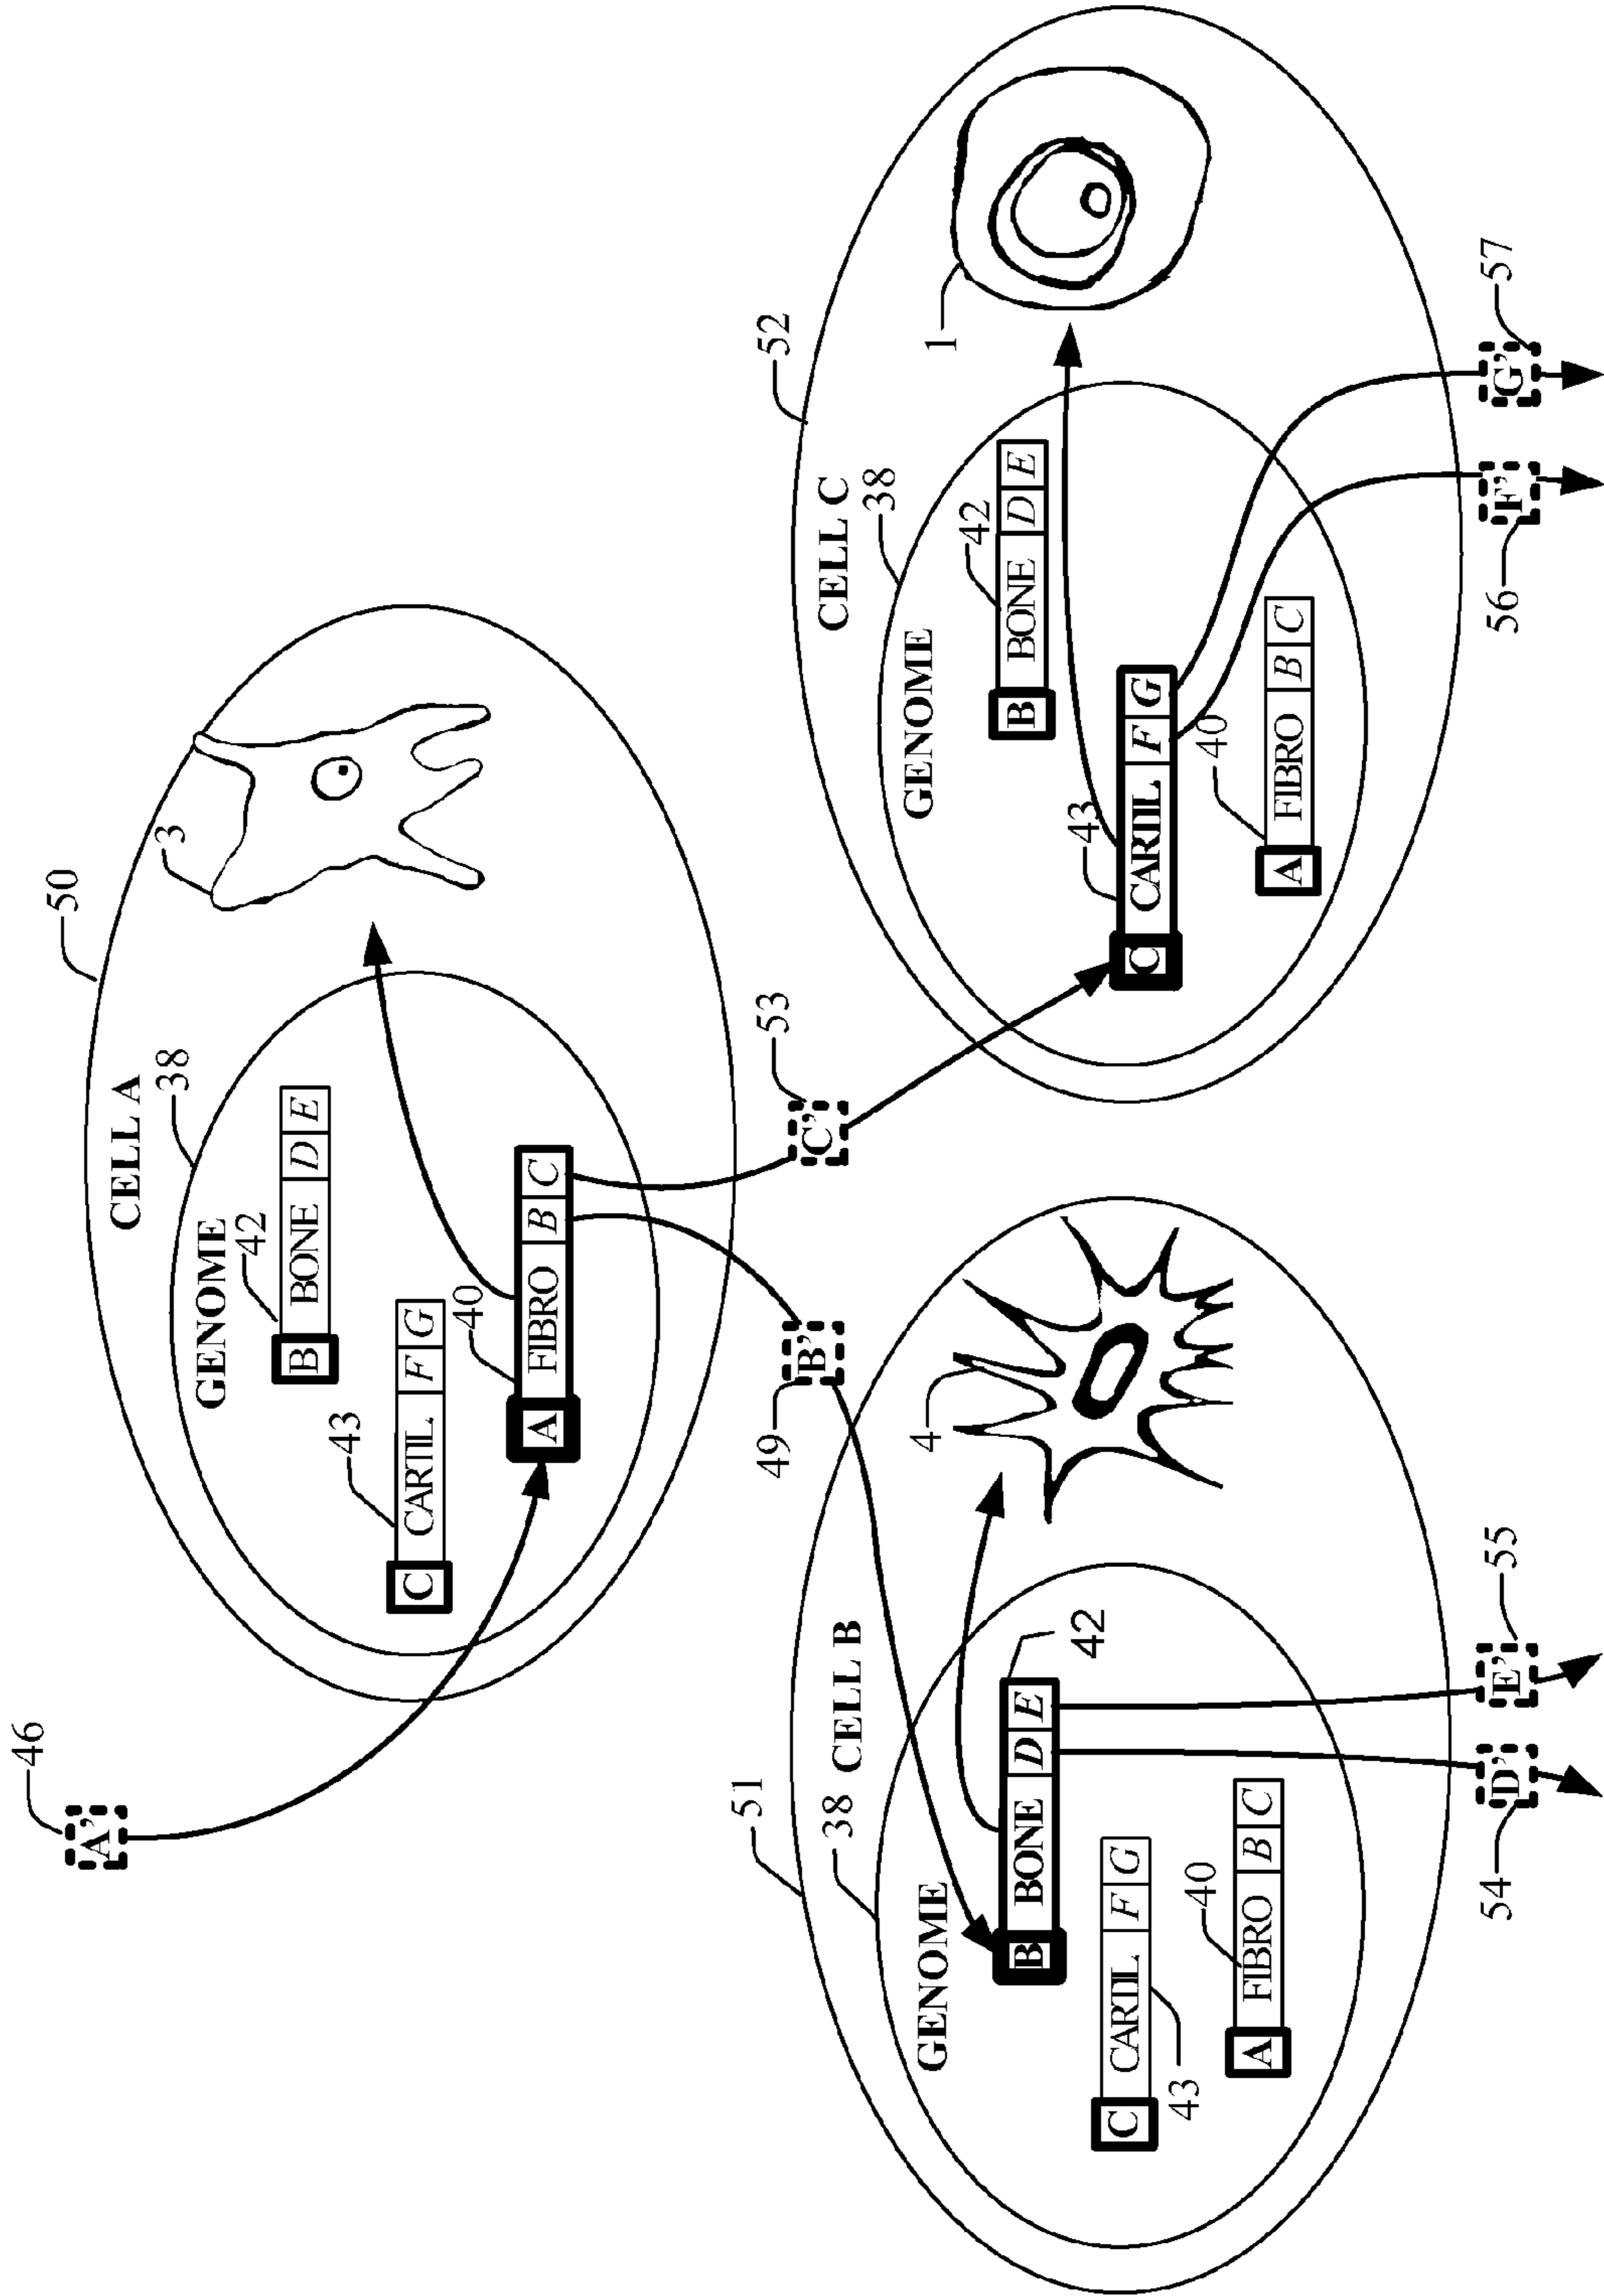 A'
46
50
CELL A
38
GENOME
42
B BONE D E
43
C CARTIL F G
40
A FIBRO B C
3
49
B'
C'
53
51
38 CELL B
GENOME
B BONE D E
42
C CARTIL F G
43
40
A FIBRO B C
4
54
D'
E'
55
52
CELL C
38
GENOME
42
B BONE D E
43
C CARTIL F G
40
A FIBRO B C
1
56
F'
G'
57